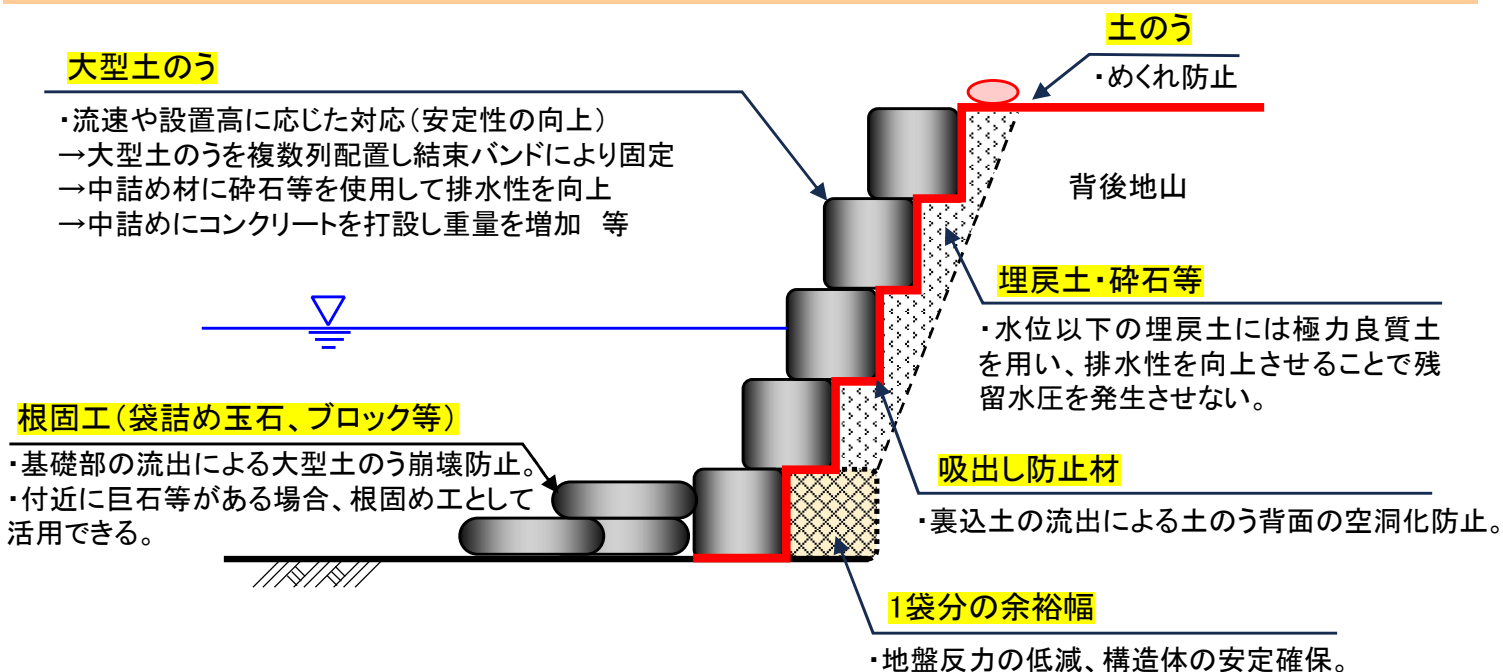 大型土のう
・流速や設置高に応じた対応(安定性の向上)
→大型土のうを複数列配置し結束バンドにより固定
→中詰め材に砕石等を使用して排水性を向上
→中詰めにコンクリートを打設し重量を増加　等
土のう
・めくれ防止
背後地山
埋戻土・砕石等
・水位以下の埋戻土には極力良質土
を用い、排水性を向上させることで残
留水圧を発生させない。
根固工(袋詰め玉石、ブロック等)
・基礎部の流出による大型土のう崩壊防止。
・付近に巨石等がある場合、根固め工として
活用できる。
吸出し防止材
・裏込土の流出による土のう背面の空洞化防止。
1袋分の余裕幅
・地盤反力の低減、構造体の安定確保。